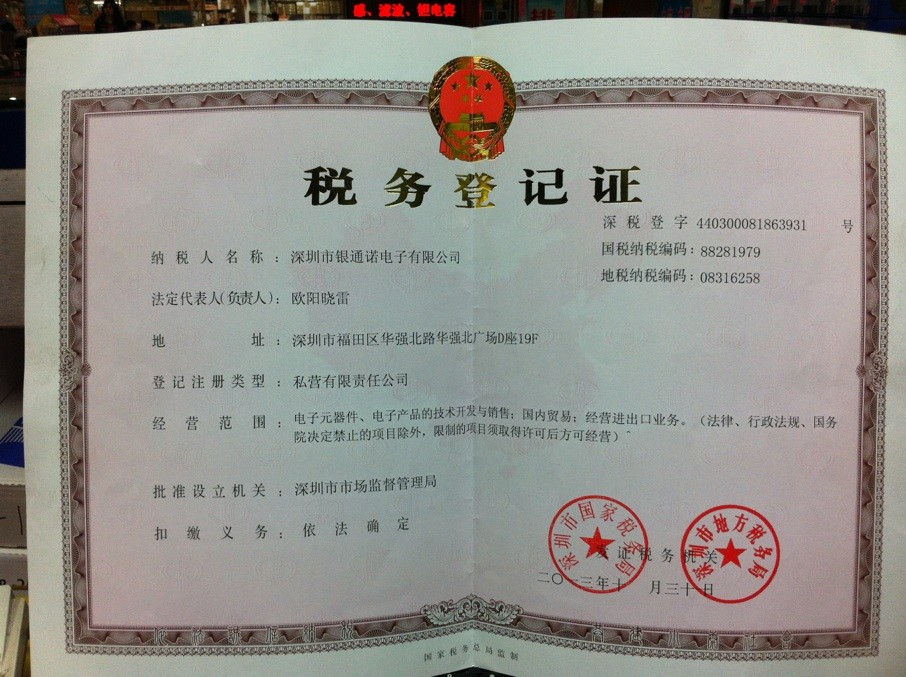 感、滤波、钽电容
税务登记证
深税登字 440300081863931 号
国税纳税编码：88281979
地税纳税编码：08316258
纳税人名称：深圳市银通诺电子有限公司
法定代表人（负责人）：欧阳晓雷
地址：深圳市福田区华强北路华强北广场D座19F
登记注册类型：私营有限责任公司
经营范围：电子元器件、电子产品的技术开发与销售；国内贸易；经营进出口业务。（法律、行政法规、国务
院决定禁止的项目除外，限制的项目须取得许可后方可经营）
批准设立机关：深圳市市场监督管理局
扣缴义务：依法确定
深圳市国家税务局
深圳市地方税务局
发证税务机关
二〇一三年十 月三十日
国家税务总局监制